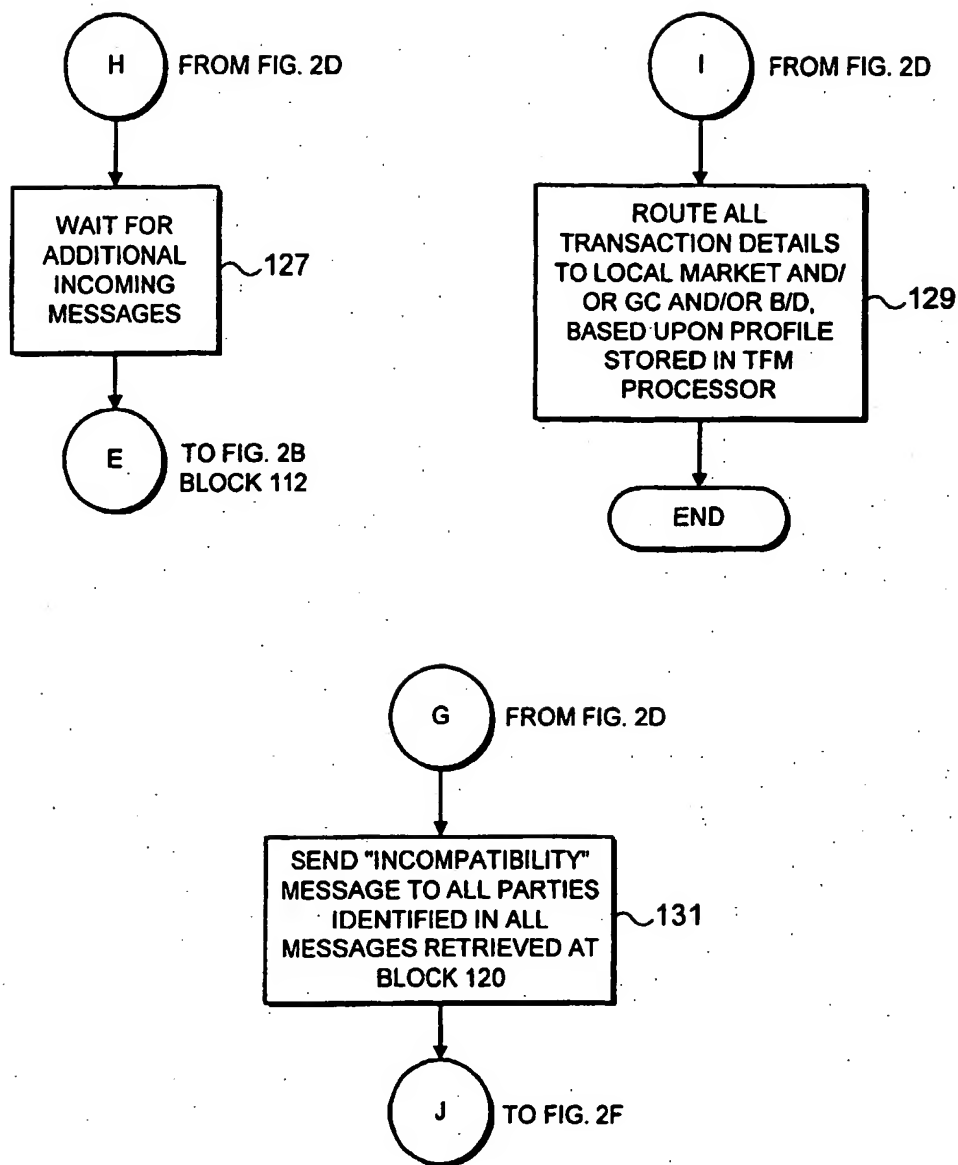 H
FROM FIG. 2D
WAIT FOR
ADDITIONAL
INCOMING
MESSAGES
127
E
TO FIG. 2B
BLOCK 112
I
FROM FIG. 2D
ROUTE ALL
TRANSACTION DETAILS
TO LOCAL MARKET AND/
OR GC AND/OR B/D,
BASED UPON PROFILE
STORED IN TFM
PROCESSOR
129
END
G
FROM FIG. 2D
SEND "INCOMPATIBILITY"
MESSAGE TO ALL PARTIES
IDENTIFIED IN ALL
MESSAGES RETRIEVED AT
BLOCK 120
131
J
TO FIG. 2F